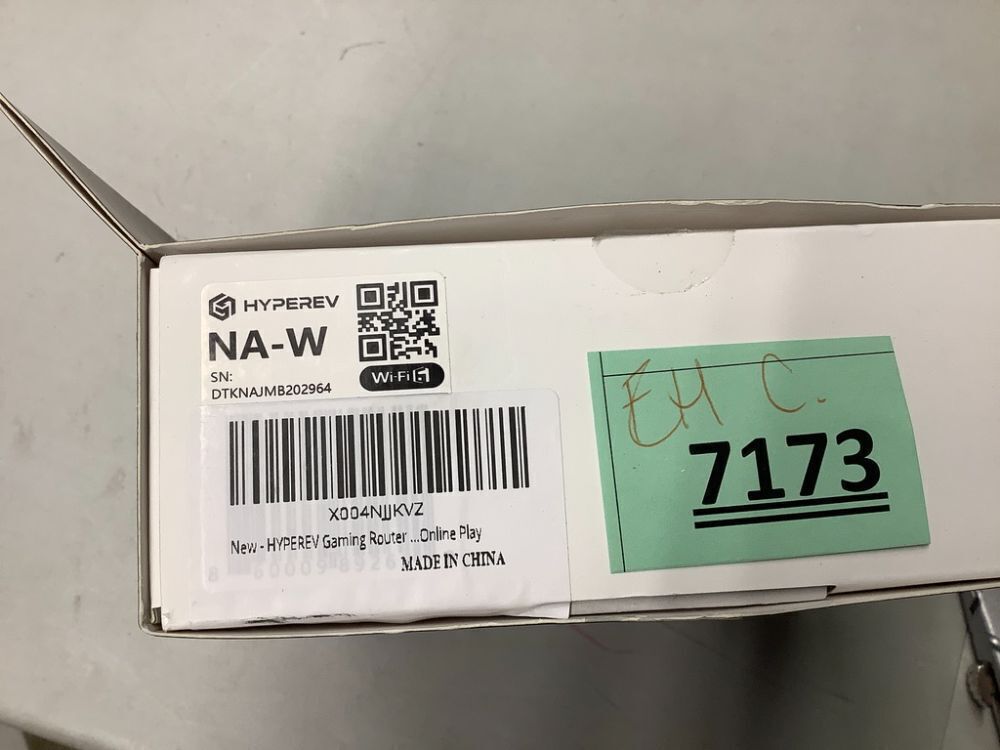 HYPEREV
NA-W
SN:
DTKNAJMB202964
Wi-Fi 6
X004NJJKVZ
New - HYPEREV Gaming Router ...Online Play
MADE IN CHINA
EH C.
7173